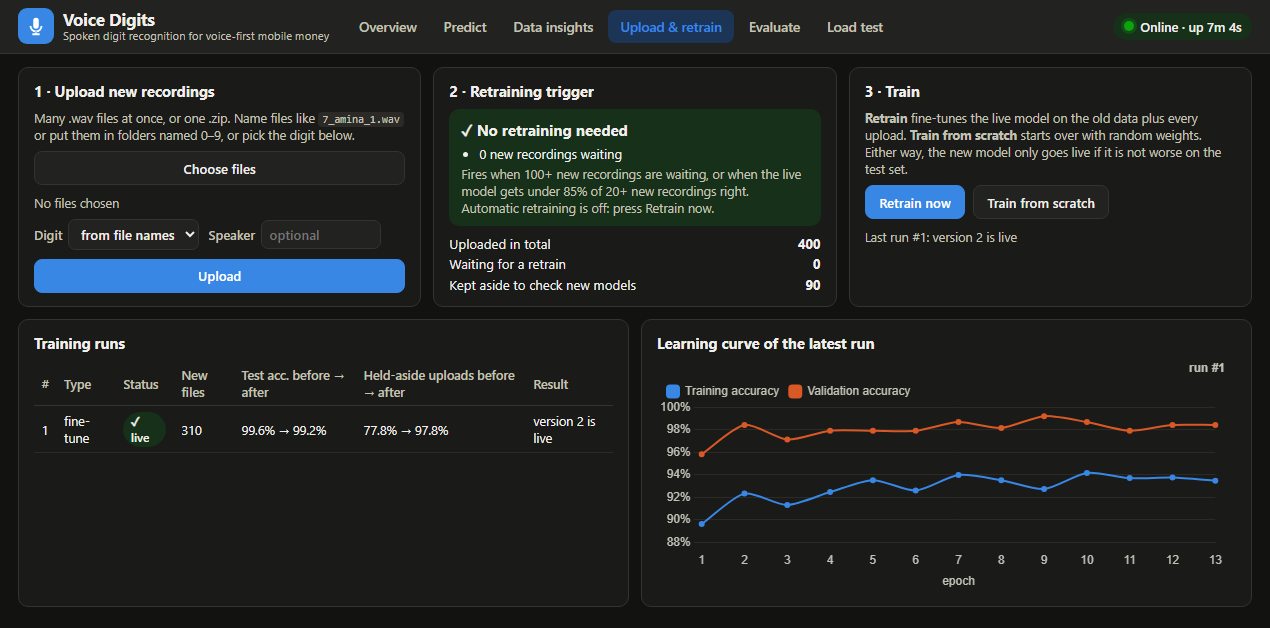 Voice Digits
Spoken digit recognition for voice-first mobile money
Overview
Predict
Data insights
Upload & retrain
Evaluate
Load test
Online · up 7m 4s
1 · Upload new recordings
Many .wav files at once, or one .zip. Name files like 7_amina_1.wav
or put them in folders named 0–9, or pick the digit below.
Choose files
No files chosen
Digit from file names Speaker optional
Upload
2 · Retraining trigger
✓ No retraining needed
• 0 new recordings waiting
Fires when 100+ new recordings are waiting, or when the live
model gets under 85% of 20+ new recordings right.
Automatic retraining is off: press Retrain now.
Uploaded in total 400
Waiting for a retrain 0
Kept aside to check new models 90
3 · Train
Retrain fine-tunes the live model on the old data plus every
upload. Train from scratch starts over with random weights.
Either way, the new model only goes live if it is not worse on the
test set.
Retrain now
Train from scratch
Last run #1: version 2 is live
Training runs
# Type Status New files Test acc. before → after Held-aside uploads before → after Result
1 fine-tune ✓ live 310 99.6% → 99.2% 77.8% → 97.8% version 2 is live
Learning curve of the latest run
run #1
Training accuracy Validation accuracy
100%
98%
96%
94%
92%
90%
88%
1 2 3 4 5 6 7 8 9 10 11 12 13
epoch